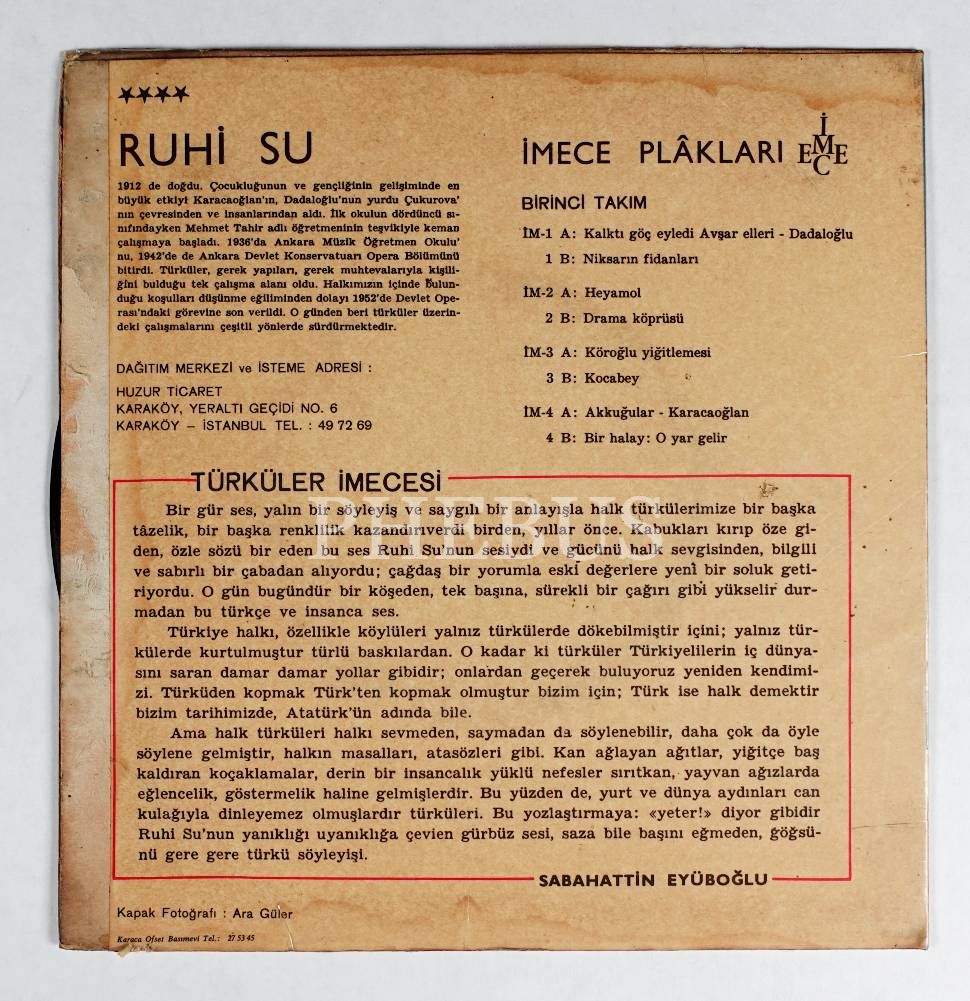 ★★★★
RUHİ SU
1912 de doğdu. Çocukluğunun ve gençliğinin gelişiminde en
büyük etkiyi Karacaoğlan'ın, Dadaloğlu'nun yurdu Çukurova'
nın çevresinden ve insanlarından aldı. İlk okulun dördüncü sı-
nıfındayken Mehmet Tahir adlı öğretmeninin teşvikiyle keman
çalışmaya başladı. 1936'da Ankara Müzik Öğretmen Okulu'
nu, 1942'de de Ankara Devlet Konservatuarı Opera Bölümünü
bitirdi. Türküler, gerek yapıları, gerek muhtevalarıyla kişili-
ğini bulduğu tek çalışma alanı oldu. Halkımızın içinde bulun-
duğu koşulları düşünme eğiliminden dolayı 1952'de Devlet Ope-
rası'ndaki görevine son verildi. O günden beri türküler üzerin-
deki çalışmalarını çeşitli yönlerde sürdürmektedir.
DAĞITIM MERKEZİ ve İSTEME ADRESİ :
HUZUR TİCARET
KARAKÖY, YERALTI GEÇİDİ NO. 6
KARAKÖY – İSTANBUL TEL. : 49 72 69
İMECE PLÂKLARI İMECE EMCE
BİRİNCİ TAKIM
İM-1 A: Kalktı göç eyledi Avşar elleri - Dadaloğlu
1 B: Niksarın fidanları
İM-2 A: Heyamol
2 B: Drama köprüsü
İM-3 A: Köroğlu yiğitlemesi
3 B: Kocabey
İM-4 A: Akkuğular - Karacaoğlan
4 B: Bir halay: O yar gelir
TÜRKÜLER İMECESİ
Bir gür ses, yalın bir söyleyiş ve saygılı bir anlayışla halk türkülerimize bir başka
tâzelik, bir başka renklilik kazandırıverdi birden, yıllar önce. Kabukları kırıp öze gi-
den, özle sözü bir eden bu ses Ruhi Su'nun sesiydi ve gücünü halk sevgisinden, bilgili
ve sabırlı bir çabadan alıyordu; çağdaş bir yorumla eski değerlere yeni bir soluk geti-
riyordu. O gün bugündür bir köşeden, tek başına, sürekli bir çağırı gibi yükselir dur-
madan bu türkçe ve insanca ses.
Türkiye halkı, özellikle köylüleri yalnız türkülerde dökebilmiştir içini; yalnız tür-
külerde kurtulmuştur türlü baskılardan. O kadar ki türküler Türkiyelilerin iç dünya-
sını saran damar damar yollar gibidir; onlardan geçerek buluyoruz yeniden kendimi-
zi. Türküden kopmak Türk'ten kopmak olmuştur bizim için; Türk ise halk demektir
bizim tarihimizde, Atatürk'ün adında bile.
Ama halk türküleri halkı sevmeden, saymadan da söylenebilir, daha çok da öyle
söylene gelmiştir, halkın masalları, atasözleri gibi. Kan ağlayan ağıtlar, yiğitçe baş
kaldıran koçaklamalar, derin bir insancalık yüklü nefesler sırıtkan, yayvan ağızlarda
eğlencelik, göstermelik haline gelmişlerdir. Bu yüzden de, yurt ve dünya aydınları can
kulağıyla dinleyemez olmuşlardır türküleri. Bu yozlaştırmaya: «yeter!» diyor gibidir
Ruhi Su'nun yanıklığı uyanıklığa çevien gürbüz sesi, saza bile başını eğmeden, göğsü-
nü gere gere türkü söyleyişi.
SABAHATTİN EYÜBOĞLU
Kapak Fotoğrafı : Ara Güler
Karaca Ofset Basımevi Tel.: 27 53 45
PHEBUS